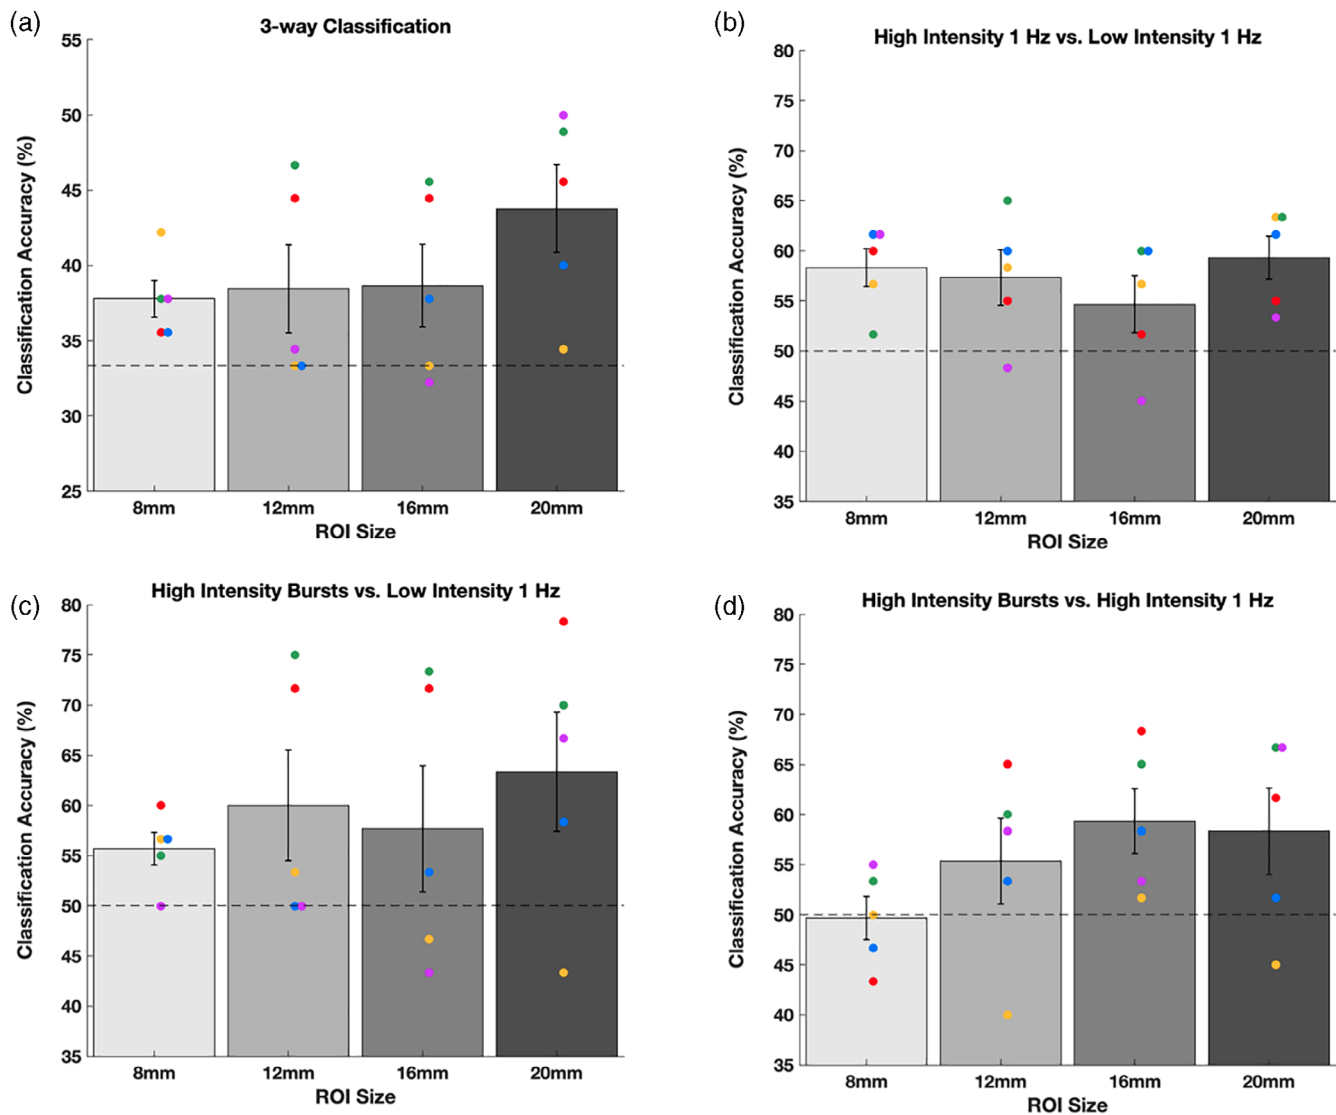 (a)
3-way Classification
55
50
45
40
35
30
25
Classification Accuracy (%)
8mm
12mm
16mm
20mm
ROI Size
(b)
High Intensity 1 Hz vs. Low Intensity 1 Hz
80
75
70
65
60
55
50
45
40
35
Classification Accuracy (%)
8mm
12mm
16mm
20mm
ROI Size
(c)
High Intensity Bursts vs. Low Intensity 1 Hz
80
75
70
65
60
55
50
45
40
35
Classification Accuracy (%)
8mm
12mm
16mm
20mm
ROI Size
(d)
High Intensity Bursts vs. High Intensity 1 Hz
80
75
70
65
60
55
50
45
40
35
Classification Accuracy (%)
8mm
12mm
16mm
20mm
ROI Size